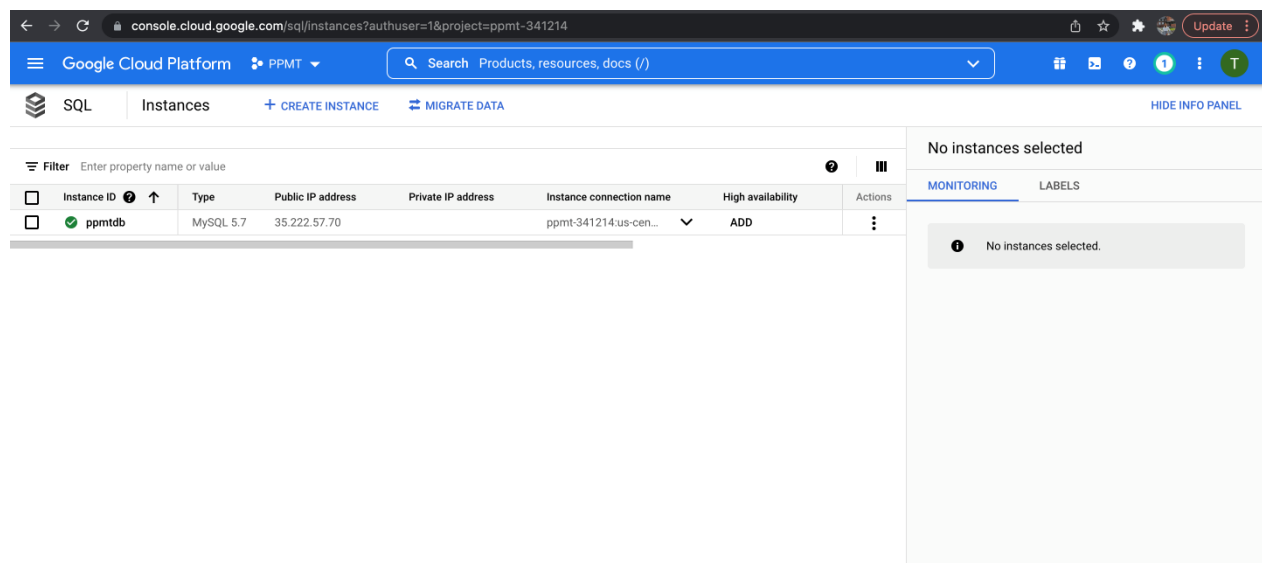 console.cloud.google.com/sql/instances?authuser=1&project=ppmt-341214
Update
Google Cloud Platform PPMT
Search Products, resources, docs (/)
1
T
SQL Instances
CREATE INSTANCE
MIGRATE DATA
HIDE INFO PANEL
Filter Enter property name or value
Instance ID Type Public IP address Private IP address Instance connection name High availability Actions
ppmtdb MySQL 5.7 35.222.57.70 ppmt-341214:us-cen... ADD
No instances selected
MONITORING LABELS
No instances selected.